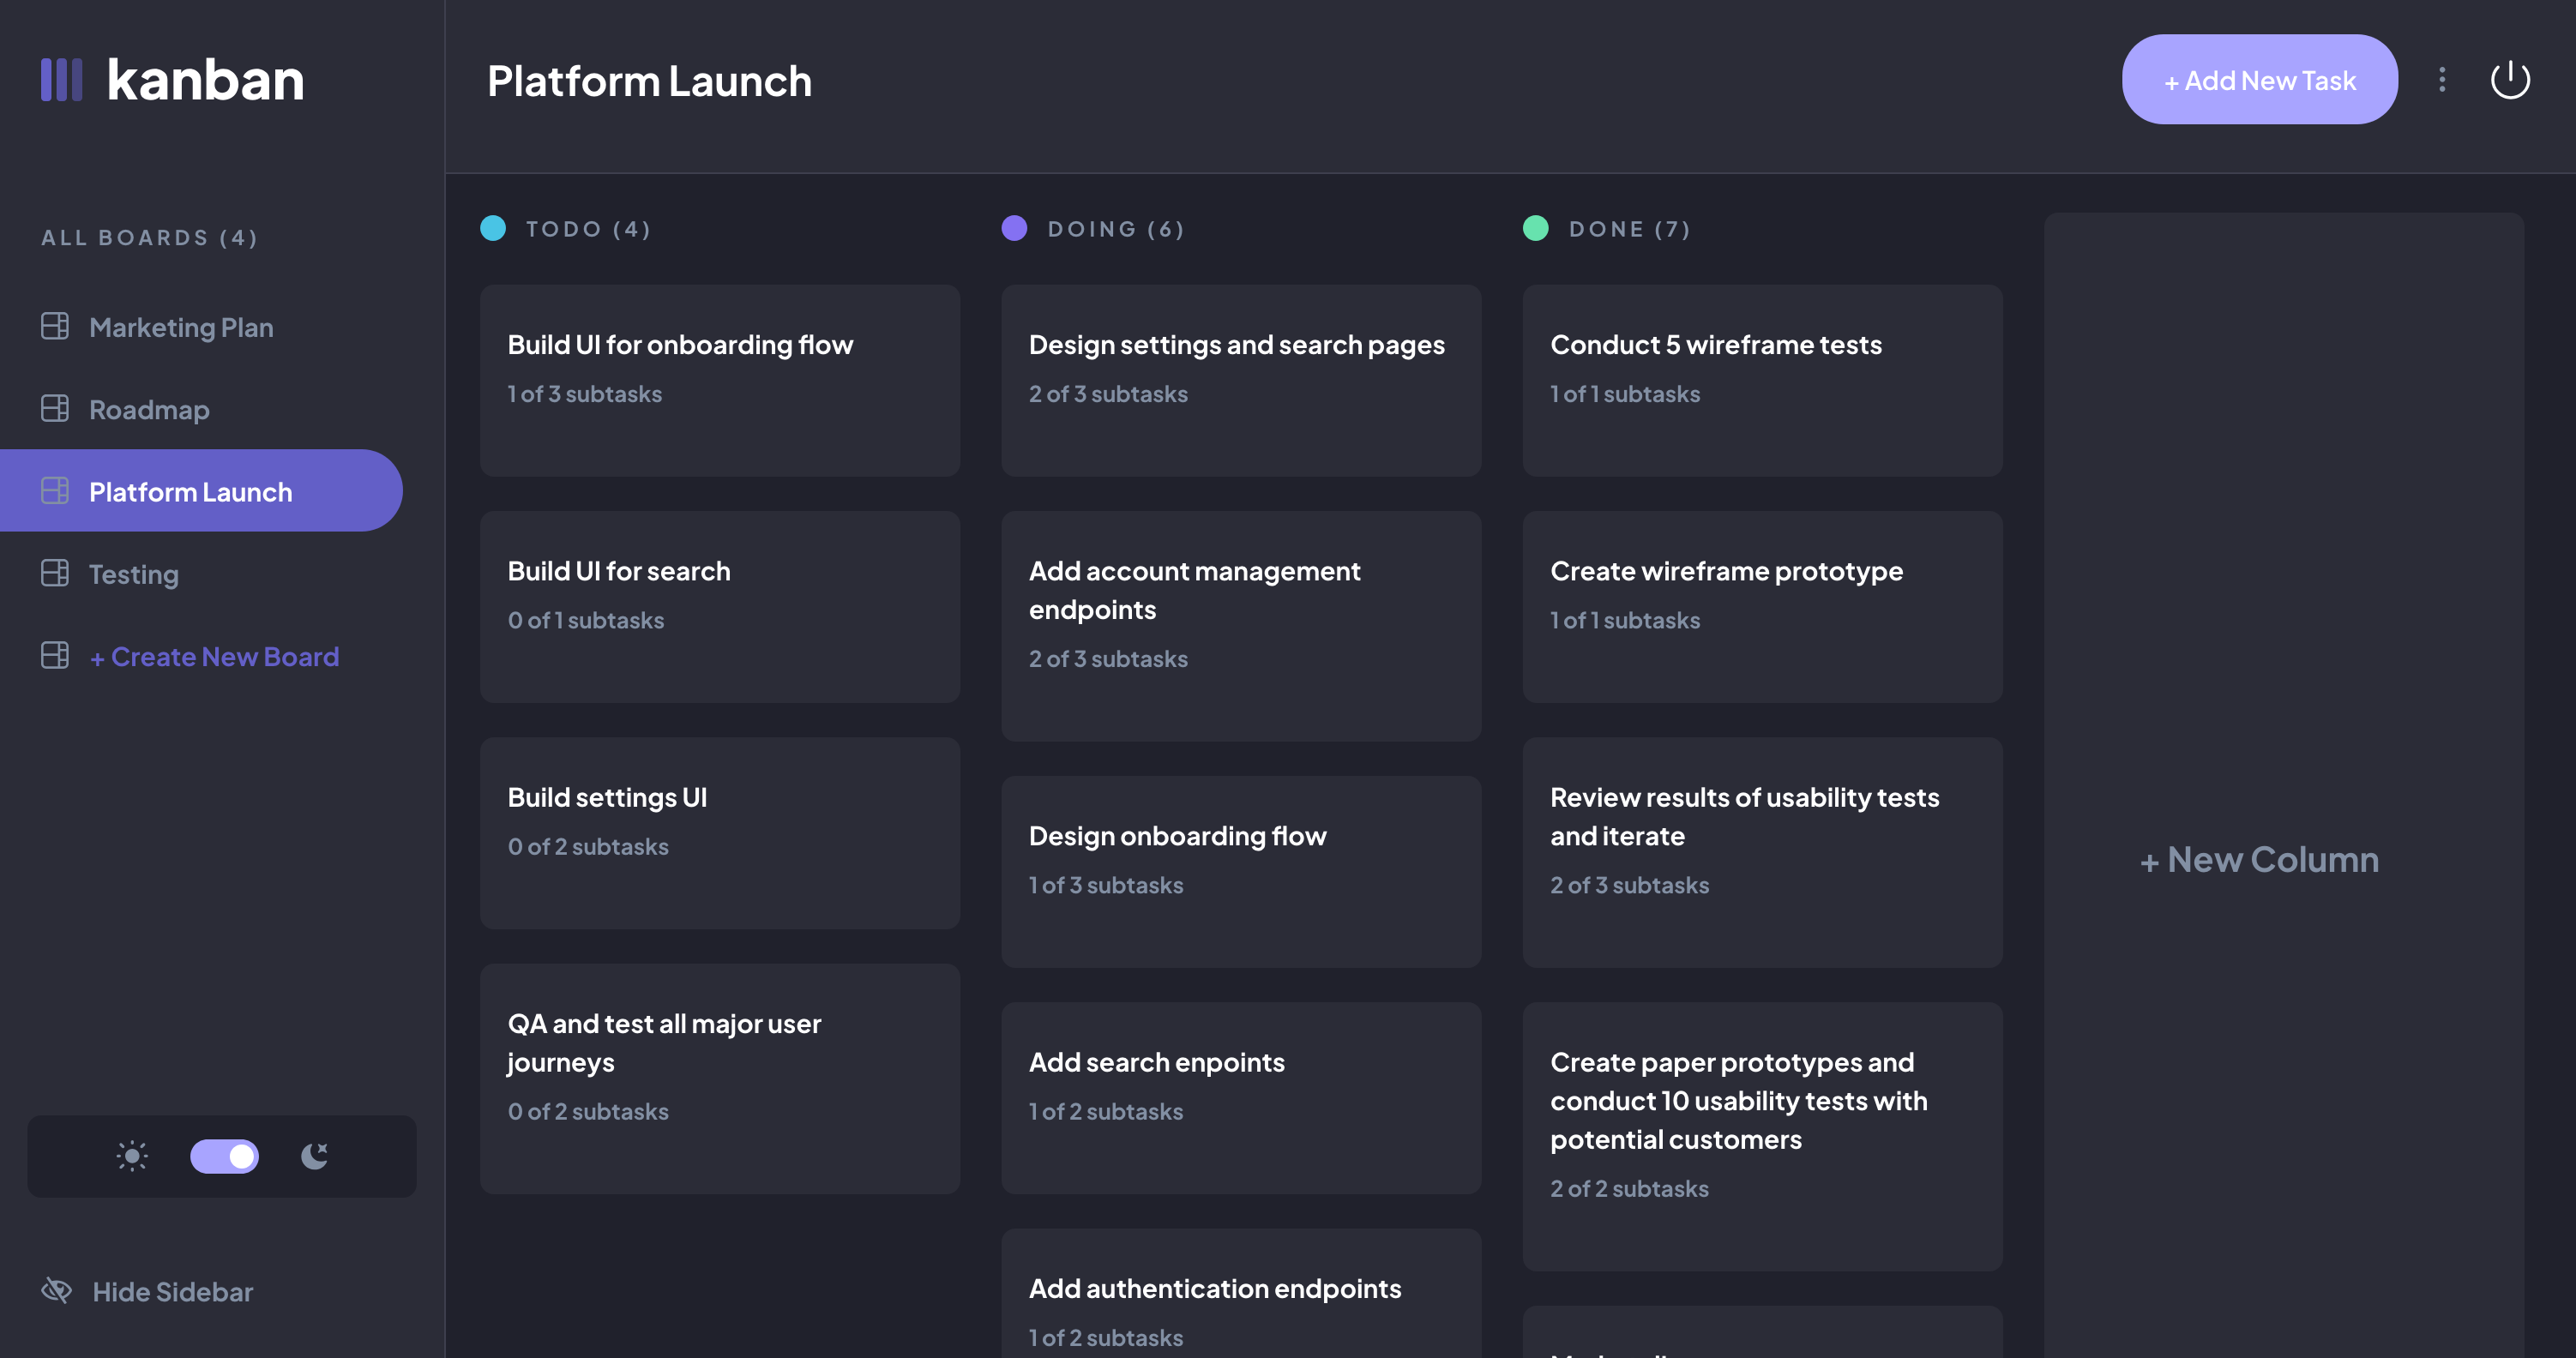 kanban
ALL BOARDS (4)
Marketing Plan
Roadmap
Platform Launch
Testing
+ Create New Board
Hide Sidebar
Platform Launch
+ Add New Task
TODO (4)
Build UI for onboarding flow
1 of 3 subtasks
Build UI for search
0 of 1 subtasks
Build settings UI
0 of 2 subtasks
QA and test all major user
journeys
0 of 2 subtasks
DOING (6)
Design settings and search pages
2 of 3 subtasks
Add account management
endpoints
2 of 3 subtasks
Design onboarding flow
1 of 3 subtasks
Add search enpoints
1 of 2 subtasks
Add authentication endpoints
1 of 2 subtasks
DONE (7)
Conduct 5 wireframe tests
1 of 1 subtasks
Create wireframe prototype
1 of 1 subtasks
Review results of usability tests
and iterate
2 of 3 subtasks
Create paper prototypes and
conduct 10 usability tests with
potential customers
2 of 2 subtasks
+ New Column